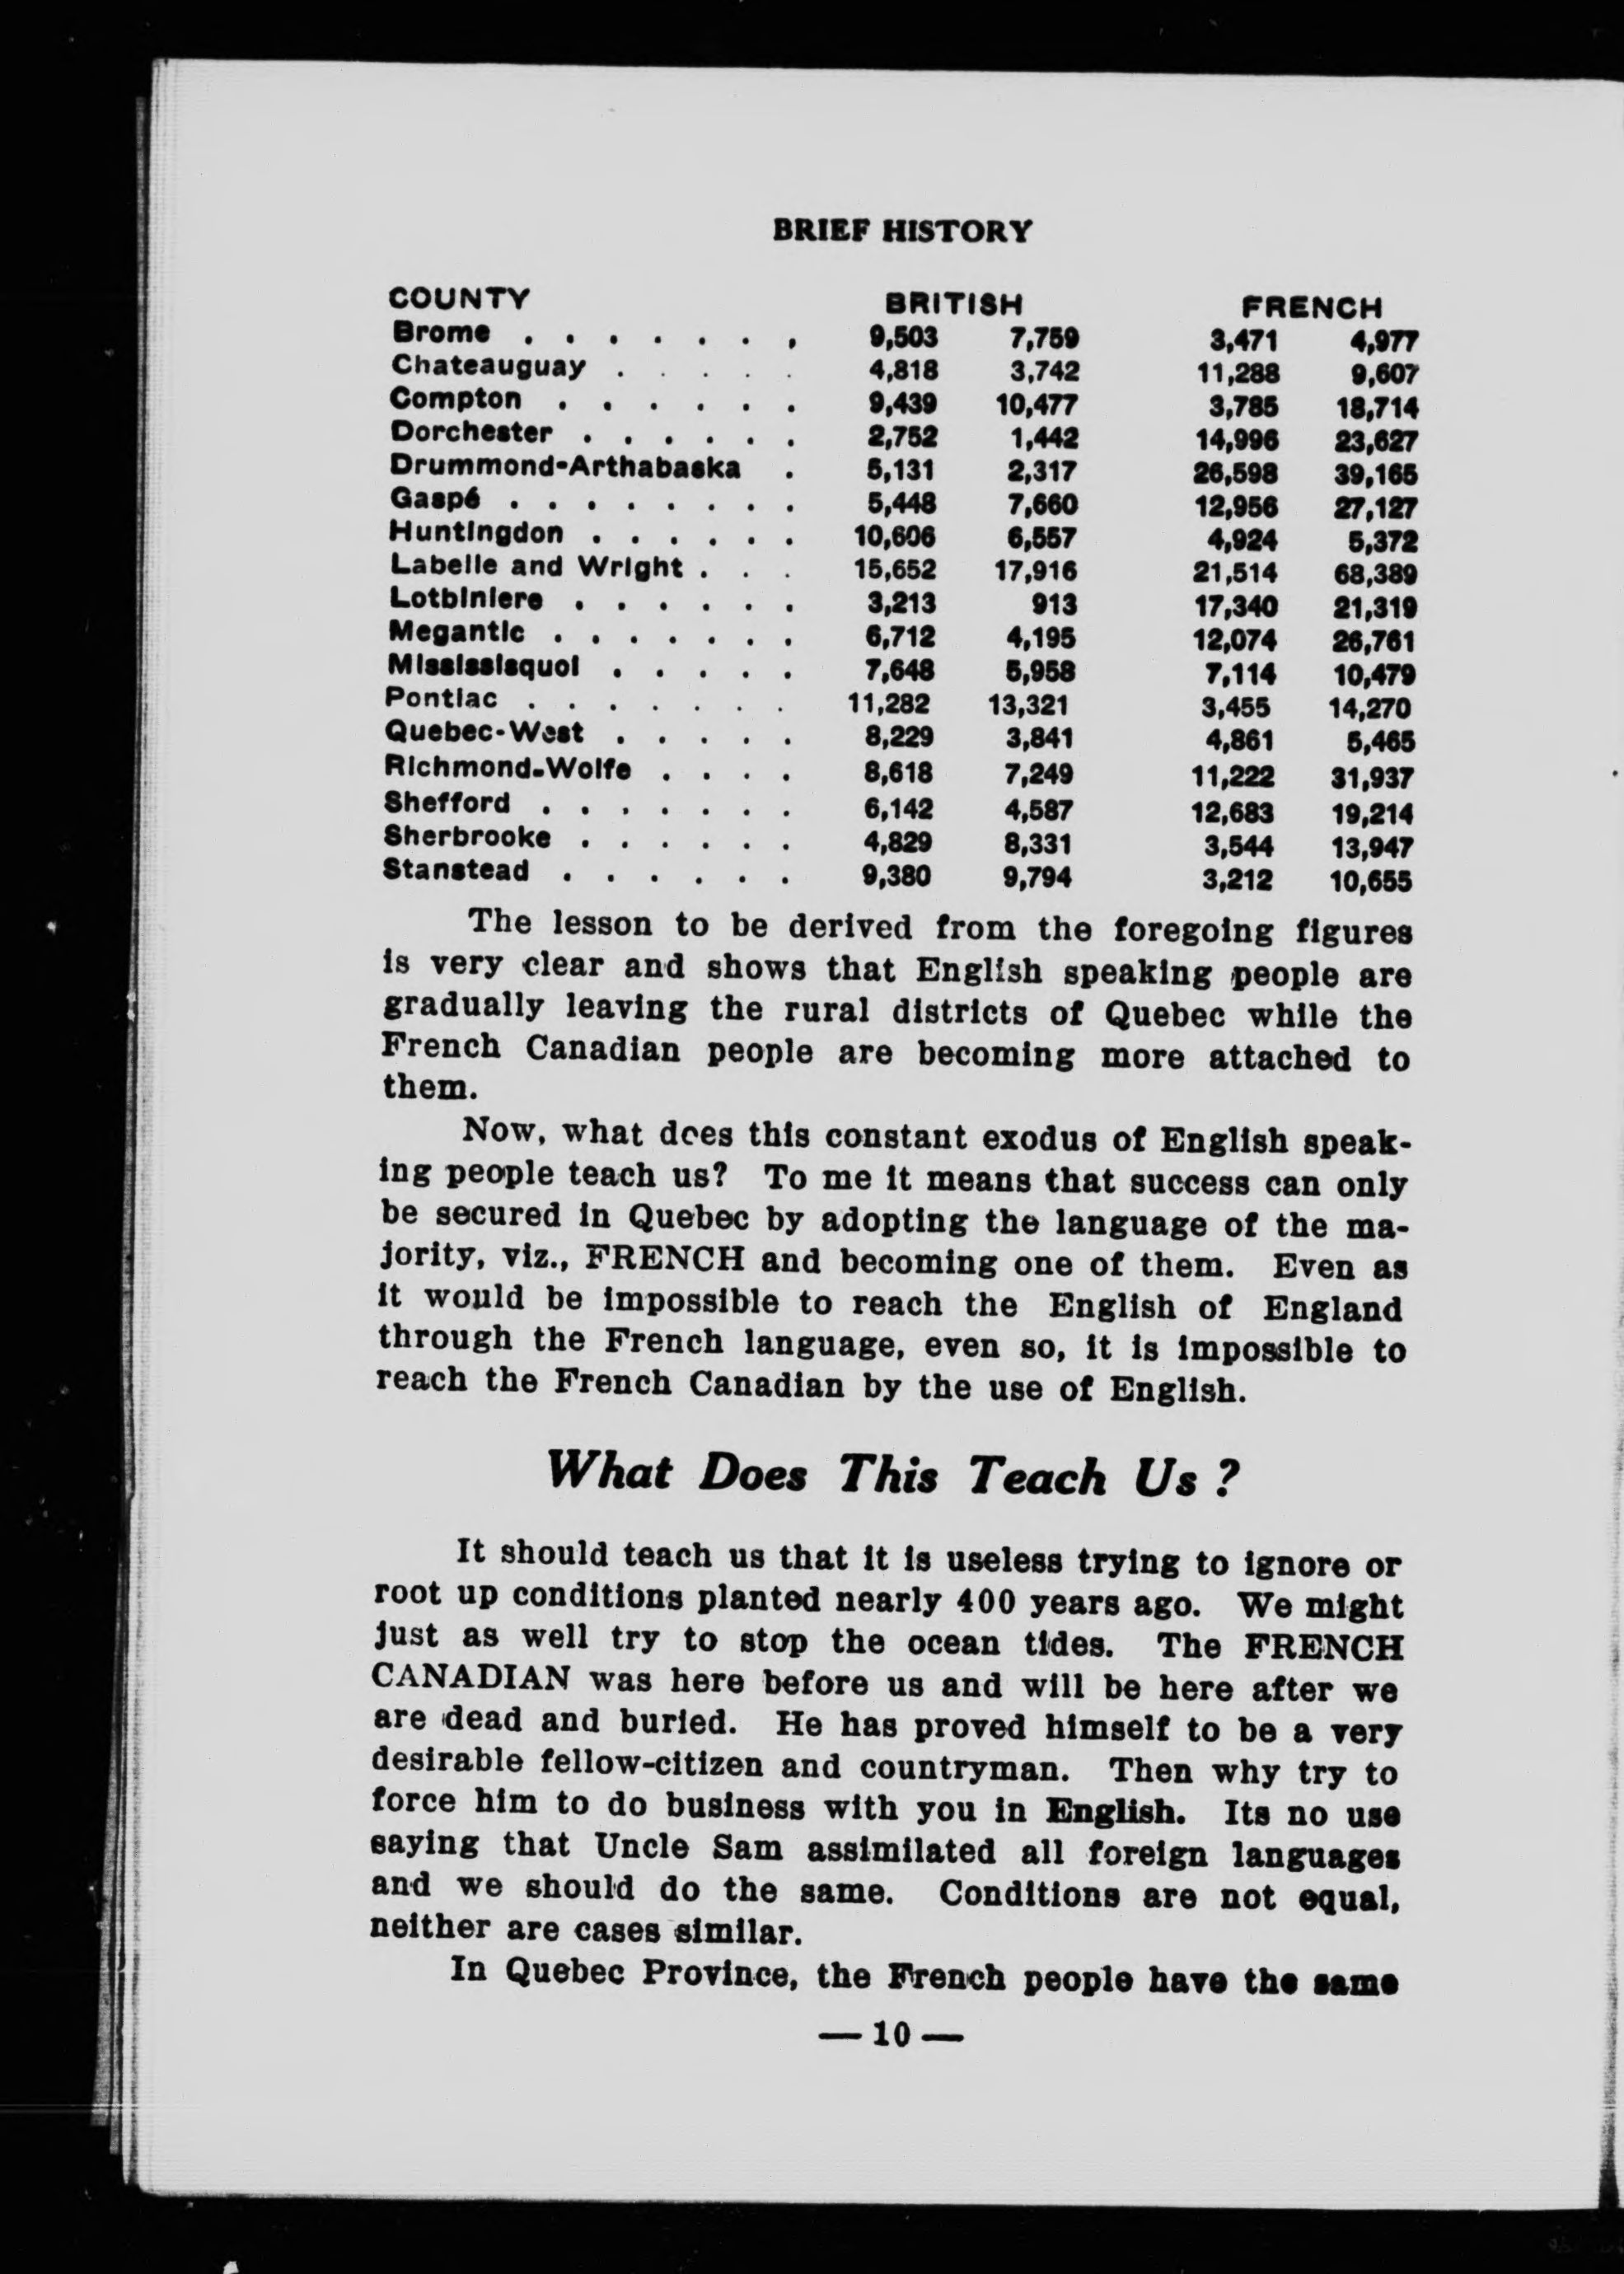 BRIEF HISTORY
COUNTY BRITISH FRENCH
Brome . . . . . . . 9,503 7,759 3,471 4,977
Chateauguay . . . . . 4,818 3,742 11,288 9,607
Compton . . . . . . 9,439 10,477 3,785 18,714
Dorchester . . . . . . 2,752 1,442 14,996 23,627
Drummond-Arthabaska . 5,131 2,317 26,598 39,165
Gaspé . . . . . . . . 5,448 7,660 12,956 27,127
Huntingdon . . . . . . 10,606 6,557 4,924 5,372
Labelle and Wright . . . 15,652 17,916 21,514 68,389
Lotbiniere . . . . . . 3,213 913 17,340 21,319
Megantic . . . . . . . 6,712 4,195 12,074 26,761
Mississisquoi . . . . . 7,648 5,958 7,114 10,479
Pontiac . . . . . . . 11,282 13,321 3,455 14,270
Quebec-West . . . . . 8,229 3,841 4,861 5,465
Richmond-Wolfe . . . . 8,618 7,249 11,222 31,937
Shefford . . . . . . . 6,142 4,587 12,683 19,214
Sherbrooke . . . . . . 4,829 8,331 3,544 13,947
Stanstead . . . . . . 9,380 9,794 3,212 10,655
The lesson to be derived from the foregoing figures
is very clear and shows that English speaking people are
gradually leaving the rural districts of Quebec while the
French Canadian people are becoming more attached to
them.
Now, what does this constant exodus of English speak-
ing people teach us? To me it means that success can only
be secured in Quebec by adopting the language of the ma-
jority, viz., FRENCH and becoming one of them. Even as
it would be impossible to reach the English of England
through the French language, even so, it is impossible to
reach the French Canadian by the use of English.
What Does This Teach Us ?
It should teach us that it is useless trying to ignore or
root up conditions planted nearly 400 years ago. We might
just as well try to stop the ocean tides. The FRENCH
CANADIAN was here before us and will be here after we
are dead and buried. He has proved himself to be a very
desirable fellow-citizen and countryman. Then why try to
force him to do business with you in English. Its no use
saying that Uncle Sam assimilated all foreign languages
and we should do the same. Conditions are not equal,
neither are cases similar.
In Quebec Province, the French people have the same
— 10 —